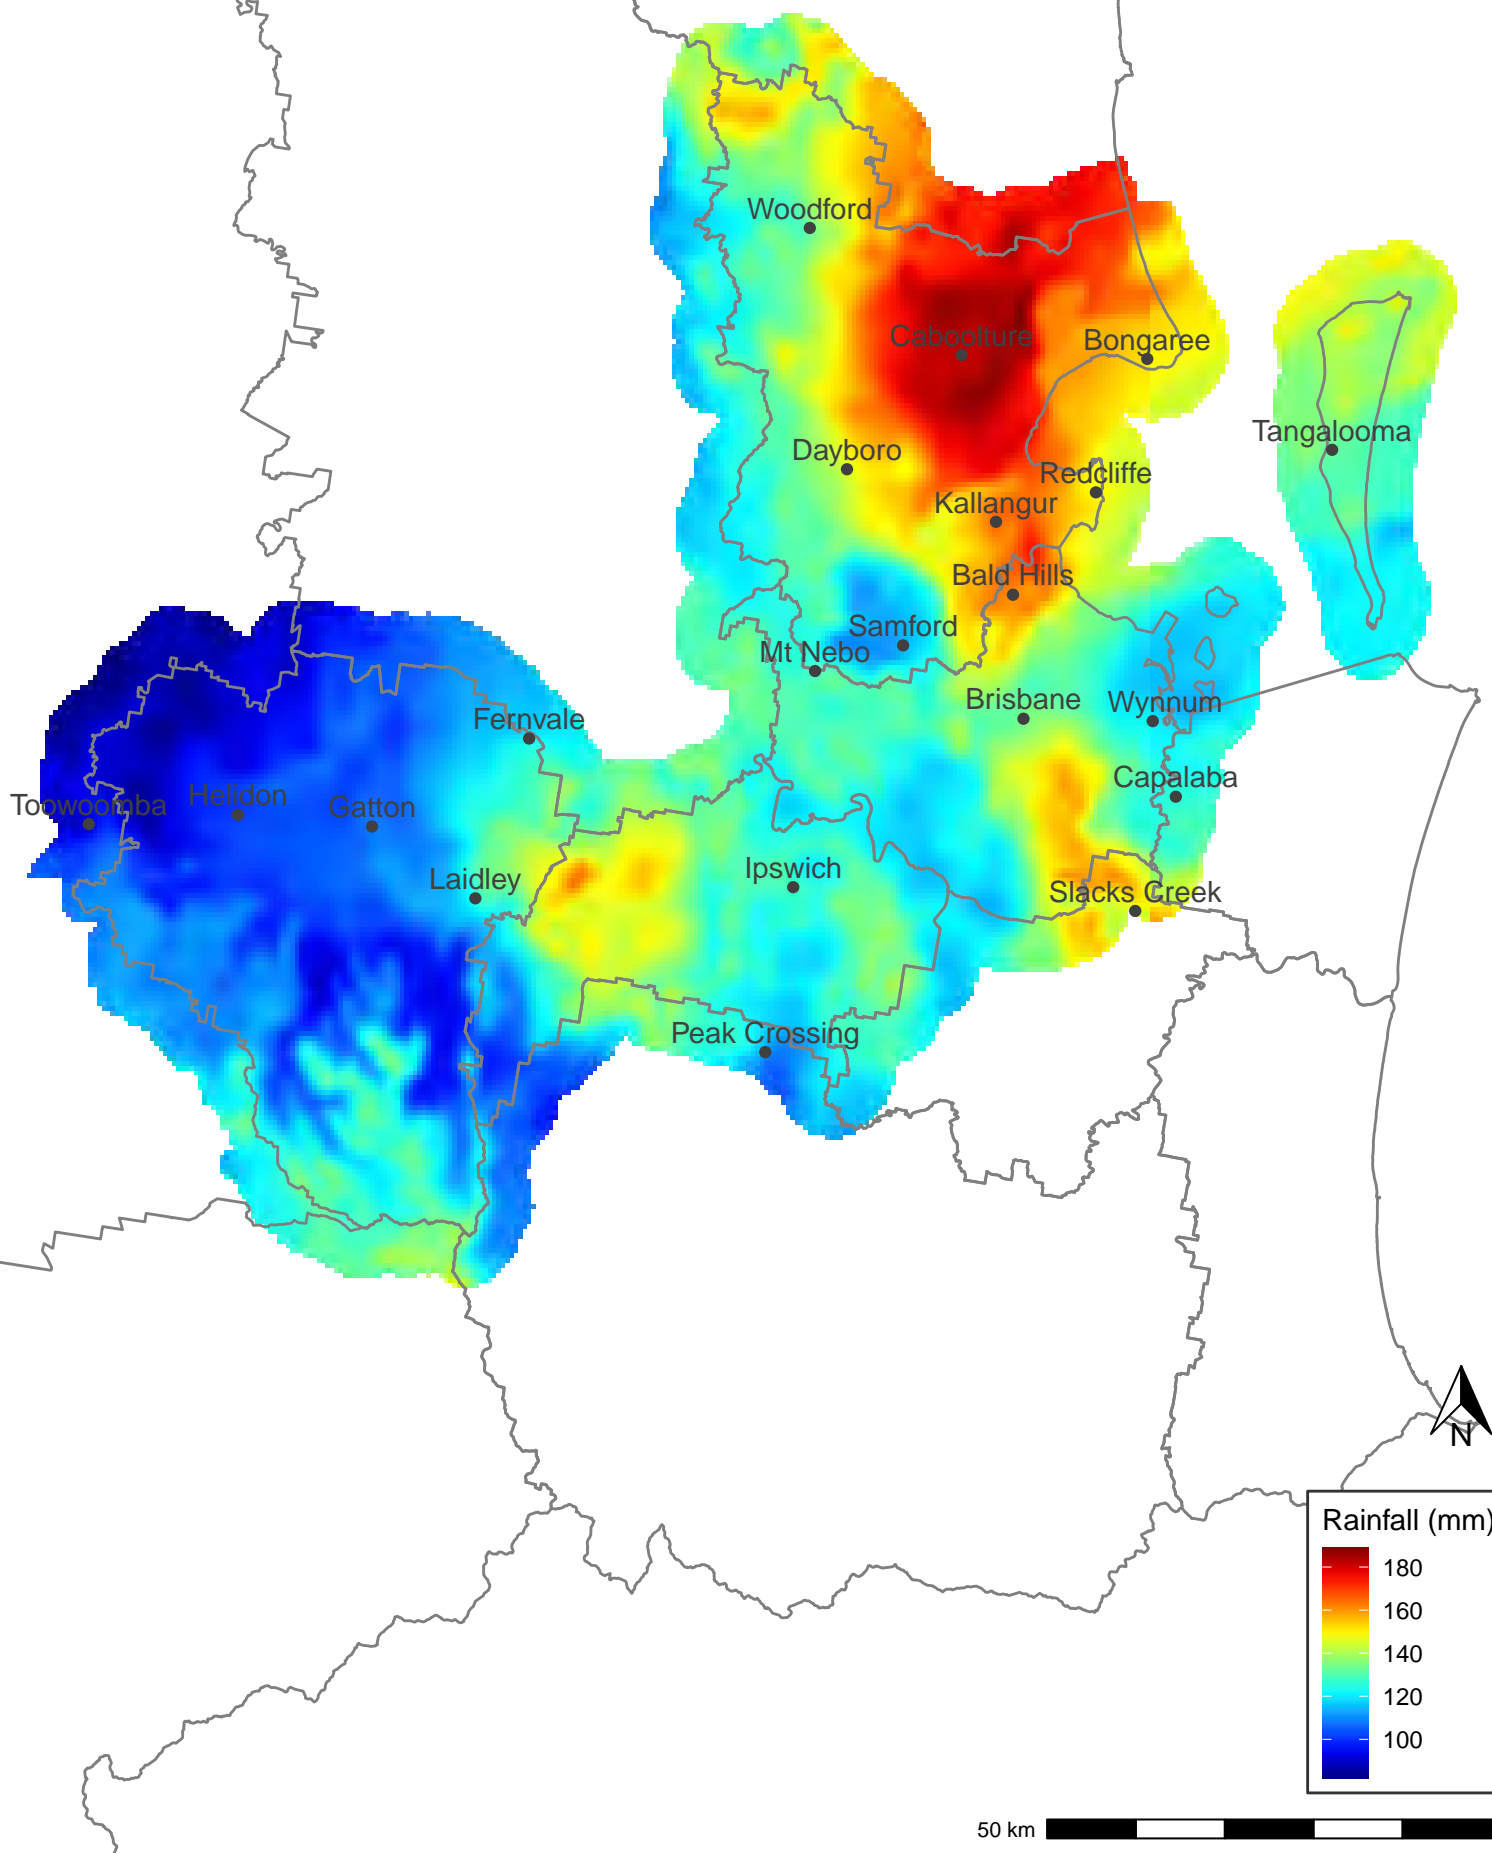 Woodford
Caboolture
Bongaree
Tangalooma
Dayboro
Redcliffe
Kallangur
Bald Hills
Samford
Mt Nebo
Brisbane
Wynnum
Fernvale
Capalaba
Toowoomba
Helidon
Gatton
Ipswich
Laidley
Slacks Creek
Peak Crossing
N
Rainfall (mm)
180
160
140
120
100
50 km